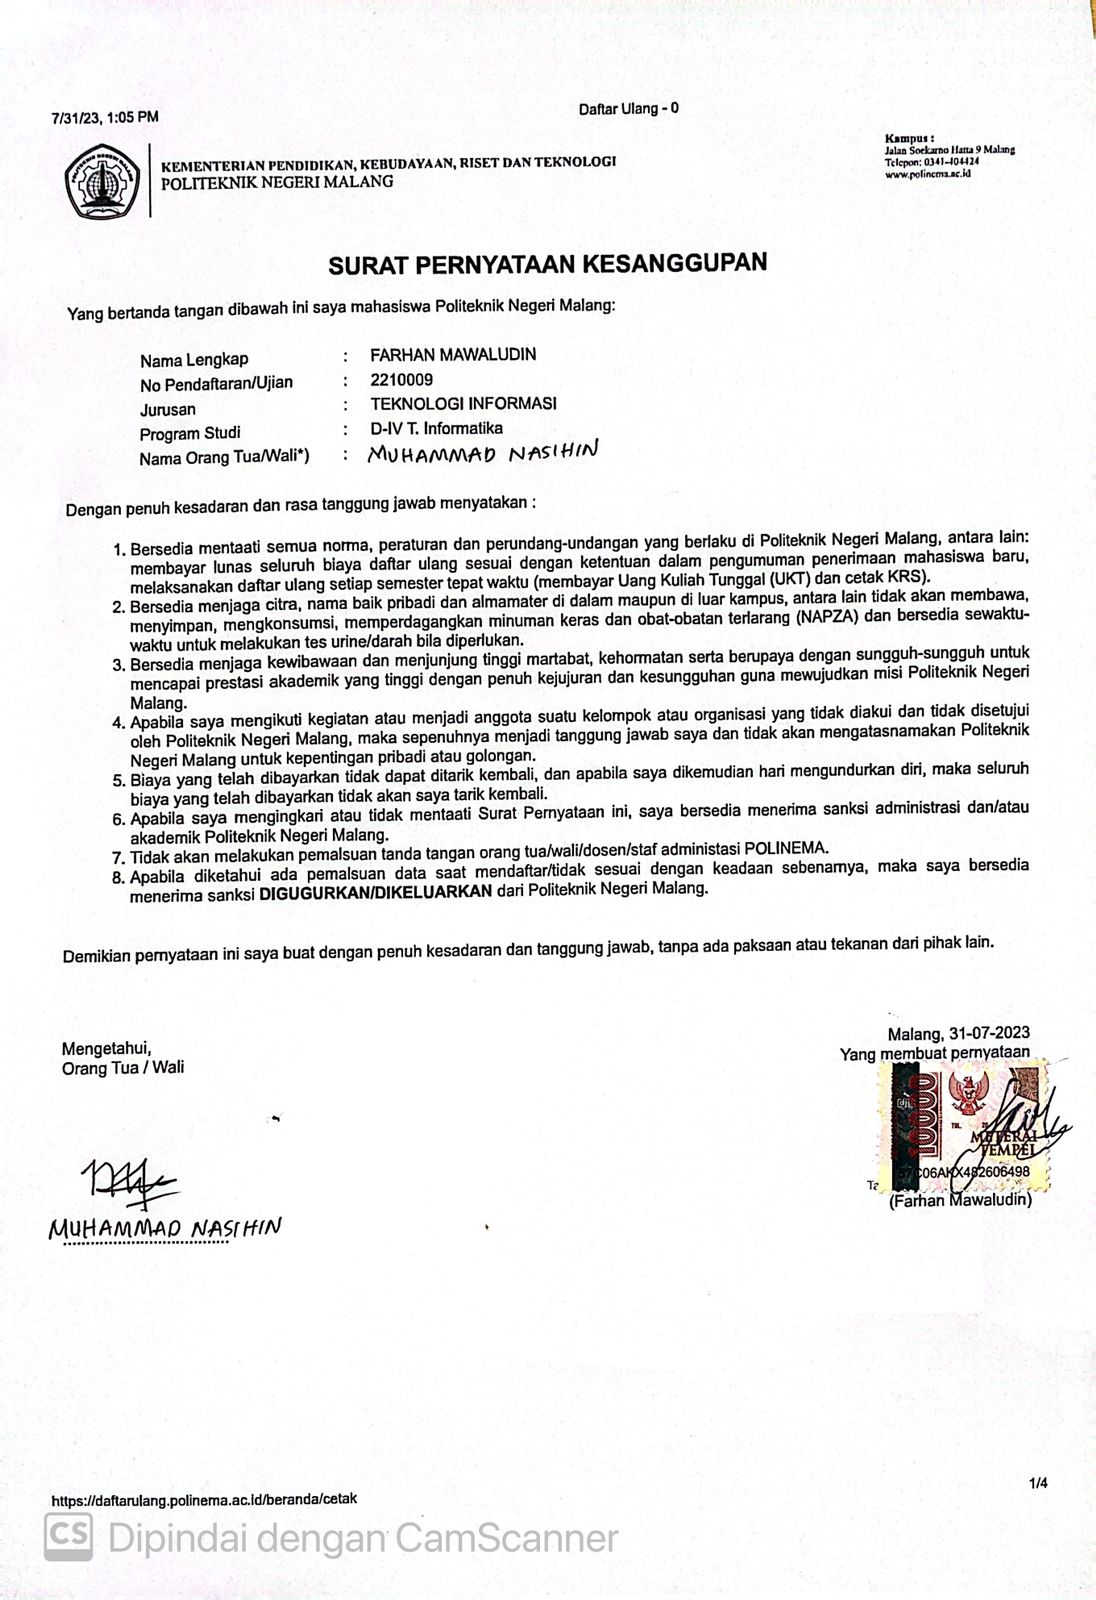 7/31/23, 1:05 PM
Daftar Ulang - 0
KEMENTERIAN PENDIDIKAN, KEBUDAYAAN, RISET DAN TEKNOLOGI
POLITEKNIK NEGERI MALANG
Kampus :
Jalan Soekarno Hatta 9 Malang
Telepon: 0341-404424
www.polinema.ac.id
SURAT PERNYATAAN KESANGGUPAN
Yang bertanda tangan dibawah ini saya mahasiswa Politeknik Negeri Malang:
Nama Lengkap : FARHAN MAWALUDIN
No Pendaftaran/Ujian : 2210009
Jurusan : TEKNOLOGI INFORMASI
Program Studi : D-IV T. Informatika
Nama Orang Tua/Wali*) : MUHAMMAD NASIHIN
Dengan penuh kesadaran dan rasa tanggung jawab menyatakan :
1. Bersedia mentaati semua norma, peraturan dan perundang-undangan yang berlaku di Politeknik Negeri Malang, antara lain:
membayar lunas seluruh biaya daftar ulang sesuai dengan ketentuan dalam pengumuman penerimaan mahasiswa baru,
melaksanakan daftar ulang setiap semester tepat waktu (membayar Uang Kuliah Tunggal (UKT) dan cetak KRS).
2. Bersedia menjaga citra, nama baik pribadi dan almamater di dalam maupun di luar kampus, antara lain tidak akan membawa,
menyimpan, mengkonsumsi, memperdagangkan minuman keras dan obat-obatan terlarang (NAPZA) dan bersedia sewaktu-
waktu untuk melakukan tes urine/darah bila diperlukan.
3. Bersedia menjaga kewibawaan dan menjunjung tinggi martabat, kehormatan serta berupaya dengan sungguh-sungguh untuk
mencapai prestasi akademik yang tinggi dengan penuh kejujuran dan kesungguhan guna mewujudkan misi Politeknik Negeri
Malang.
4. Apabila saya mengikuti kegiatan atau menjadi anggota suatu kelompok atau organisasi yang tidak diakui dan tidak disetujui
oleh Politeknik Negeri Malang, maka sepenuhnya menjadi tanggung jawab saya dan tidak akan mengatasnamakan Politeknik
Negeri Malang untuk kepentingan pribadi atau golongan.
5. Biaya yang telah dibayarkan tidak dapat ditarik kembali, dan apabila saya dikemudian hari mengundurkan diri, maka seluruh
biaya yang telah dibayarkan tidak akan saya tarik kembali.
6. Apabila saya mengingkari atau tidak mentaati Surat Pernyataan ini, saya bersedia menerima sanksi administrasi dan/atau
akademik Politeknik Negeri Malang.
7. Tidak akan melakukan pemalsuan tanda tangan orang tua/wali/dosen/staf administasi POLINEMA.
8. Apabila diketahui ada pemalsuan data saat mendaftar/tidak sesuai dengan keadaan sebenarnya, maka saya bersedia
menerima sanksi DIGUGURKAN/DIKELUARKAN dari Politeknik Negeri Malang.
Demikian pernyataan ini saya buat dengan penuh kesadaran dan tanggung jawab, tanpa ada paksaan atau tekanan dari pihak lain.
Mengetahui,
Orang Tua / Wali
MUHAMMAD NASIHIN
Malang, 31-07-2023
Yang membuat pernyataan
10000
TGL.
METERAI
TEMPEL
C06AKX482606498
(Farhan Mawaludin)
https://daftarulang.polinema.ac.id/beranda/cetak
1/4
CS Dipindai dengan CamScanner